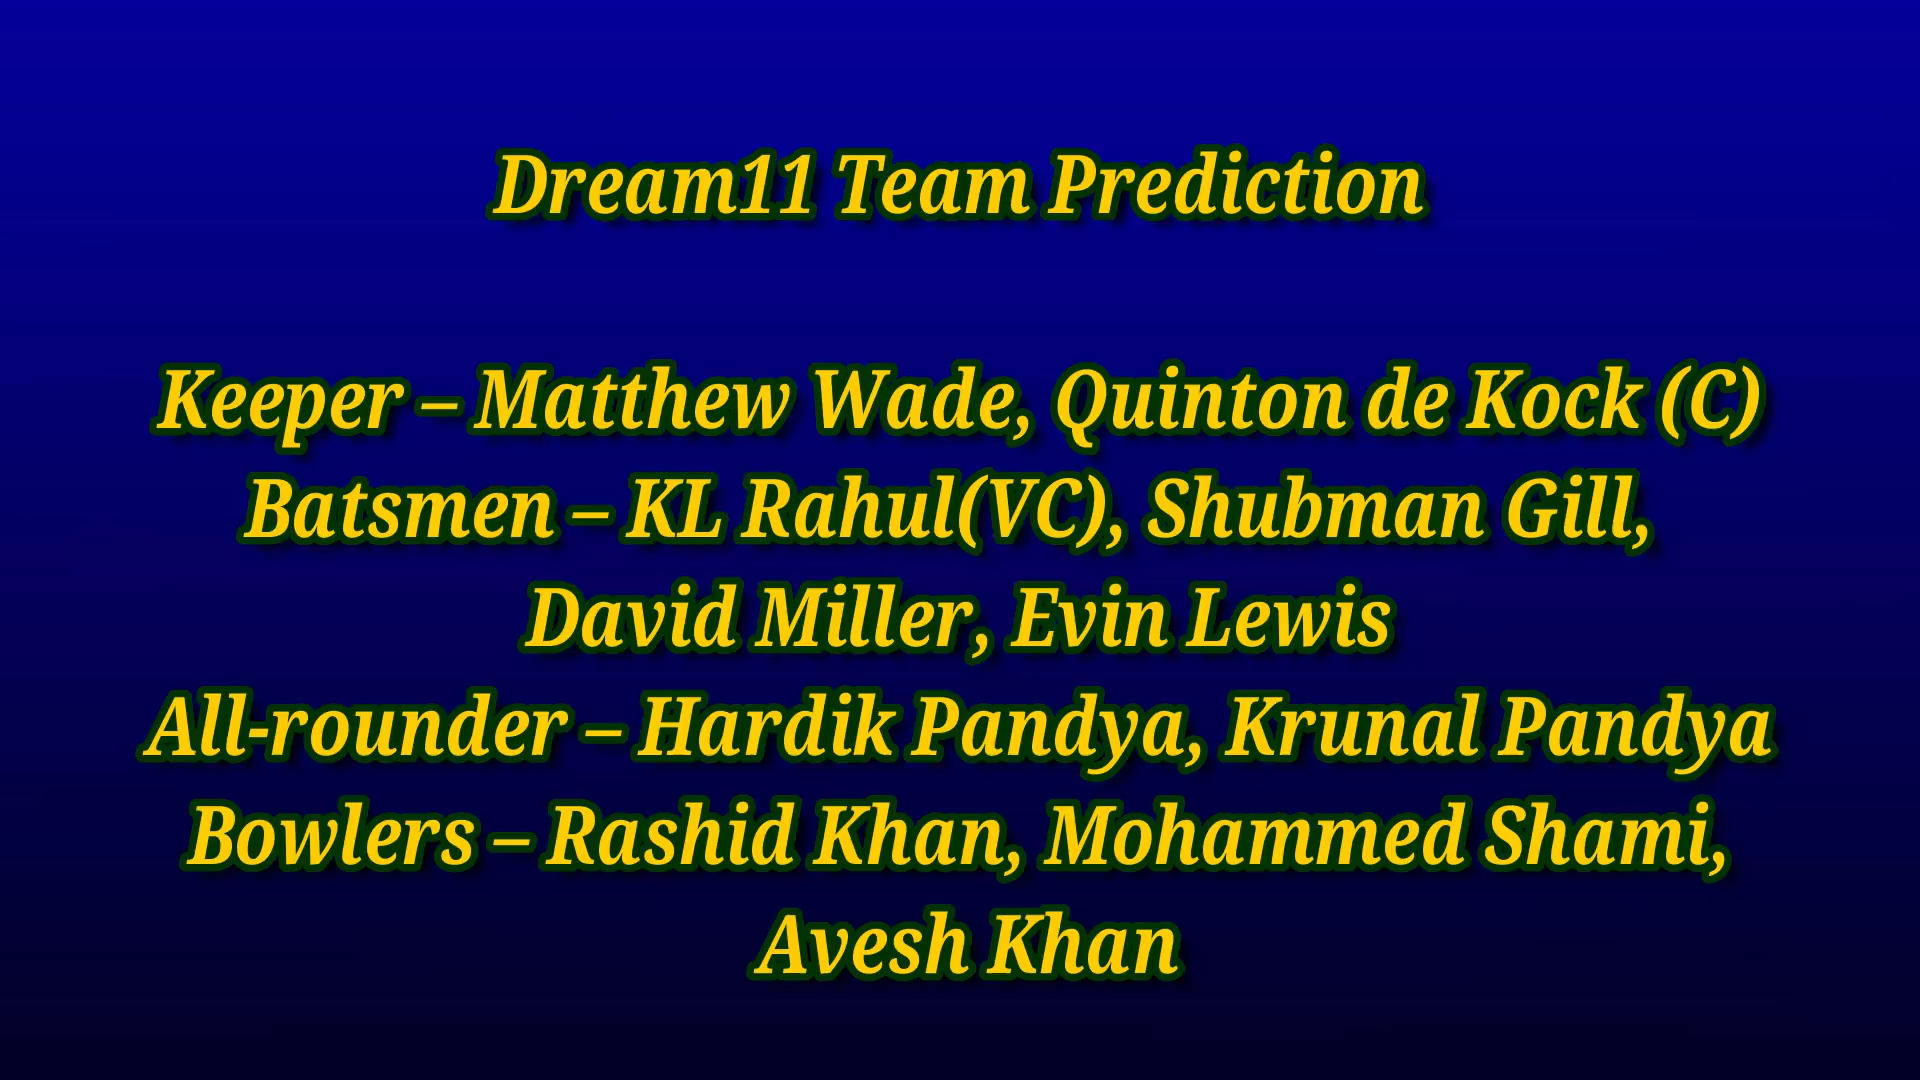 Dream11 Team Prediction
Keeper – Matthew Wade, Quinton de Kock (C)
Batsmen – KL Rahul(VC), Shubman Gill,
David Miller, Evin Lewis
All-rounder – Hardik Pandya, Krunal Pandya
Bowlers – Rashid Khan, Mohammed Shami,
Avesh Khan